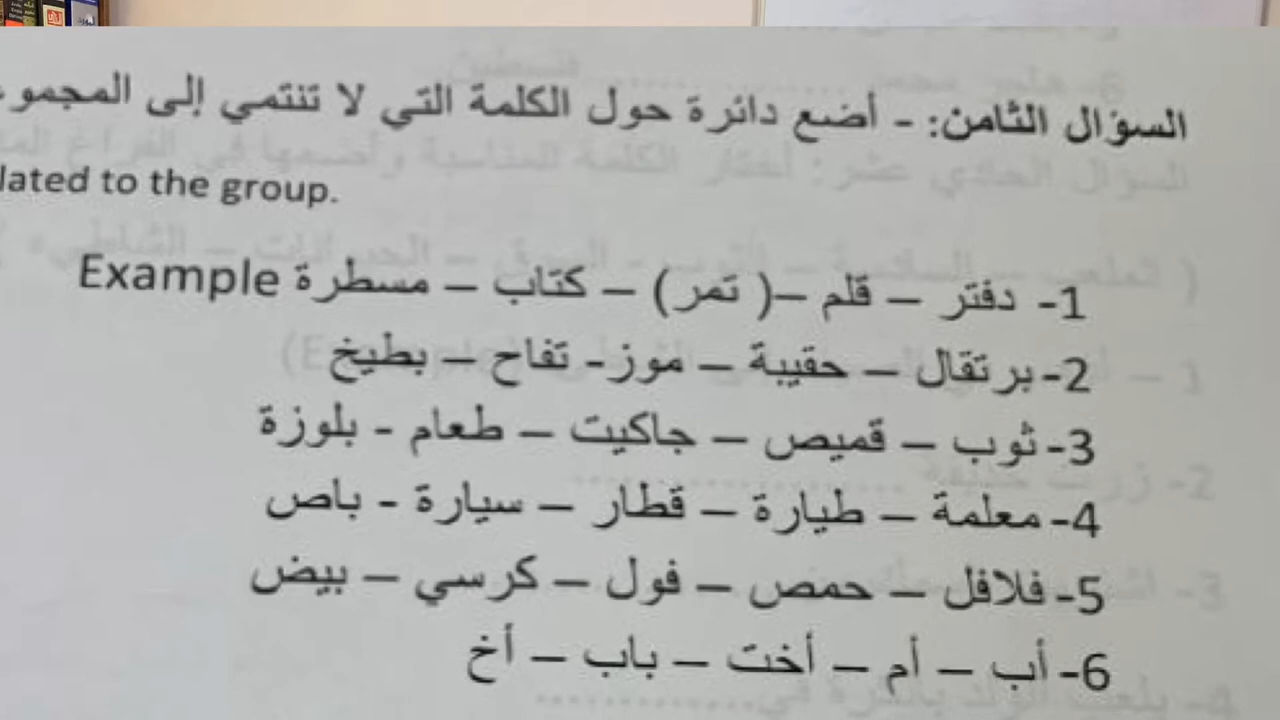 السؤال الثامن: - أضع دائرة حول الكلمة التي لا تنتمي إلى
to the group.
1- دفتر – قلم –( تمر) – كتاب – مسطرة Example
2- برتقال – حقيبة – موز- تفاح – بطيخ
3- ثوب – قميص – جاكيت – طعام - بلوزة
4- معلمة – طيارة – قطار – سيارة - باص
5- فلافل – حمص – فول – كرسي – بيض
6- أب – أم – أخت – باب – أخ